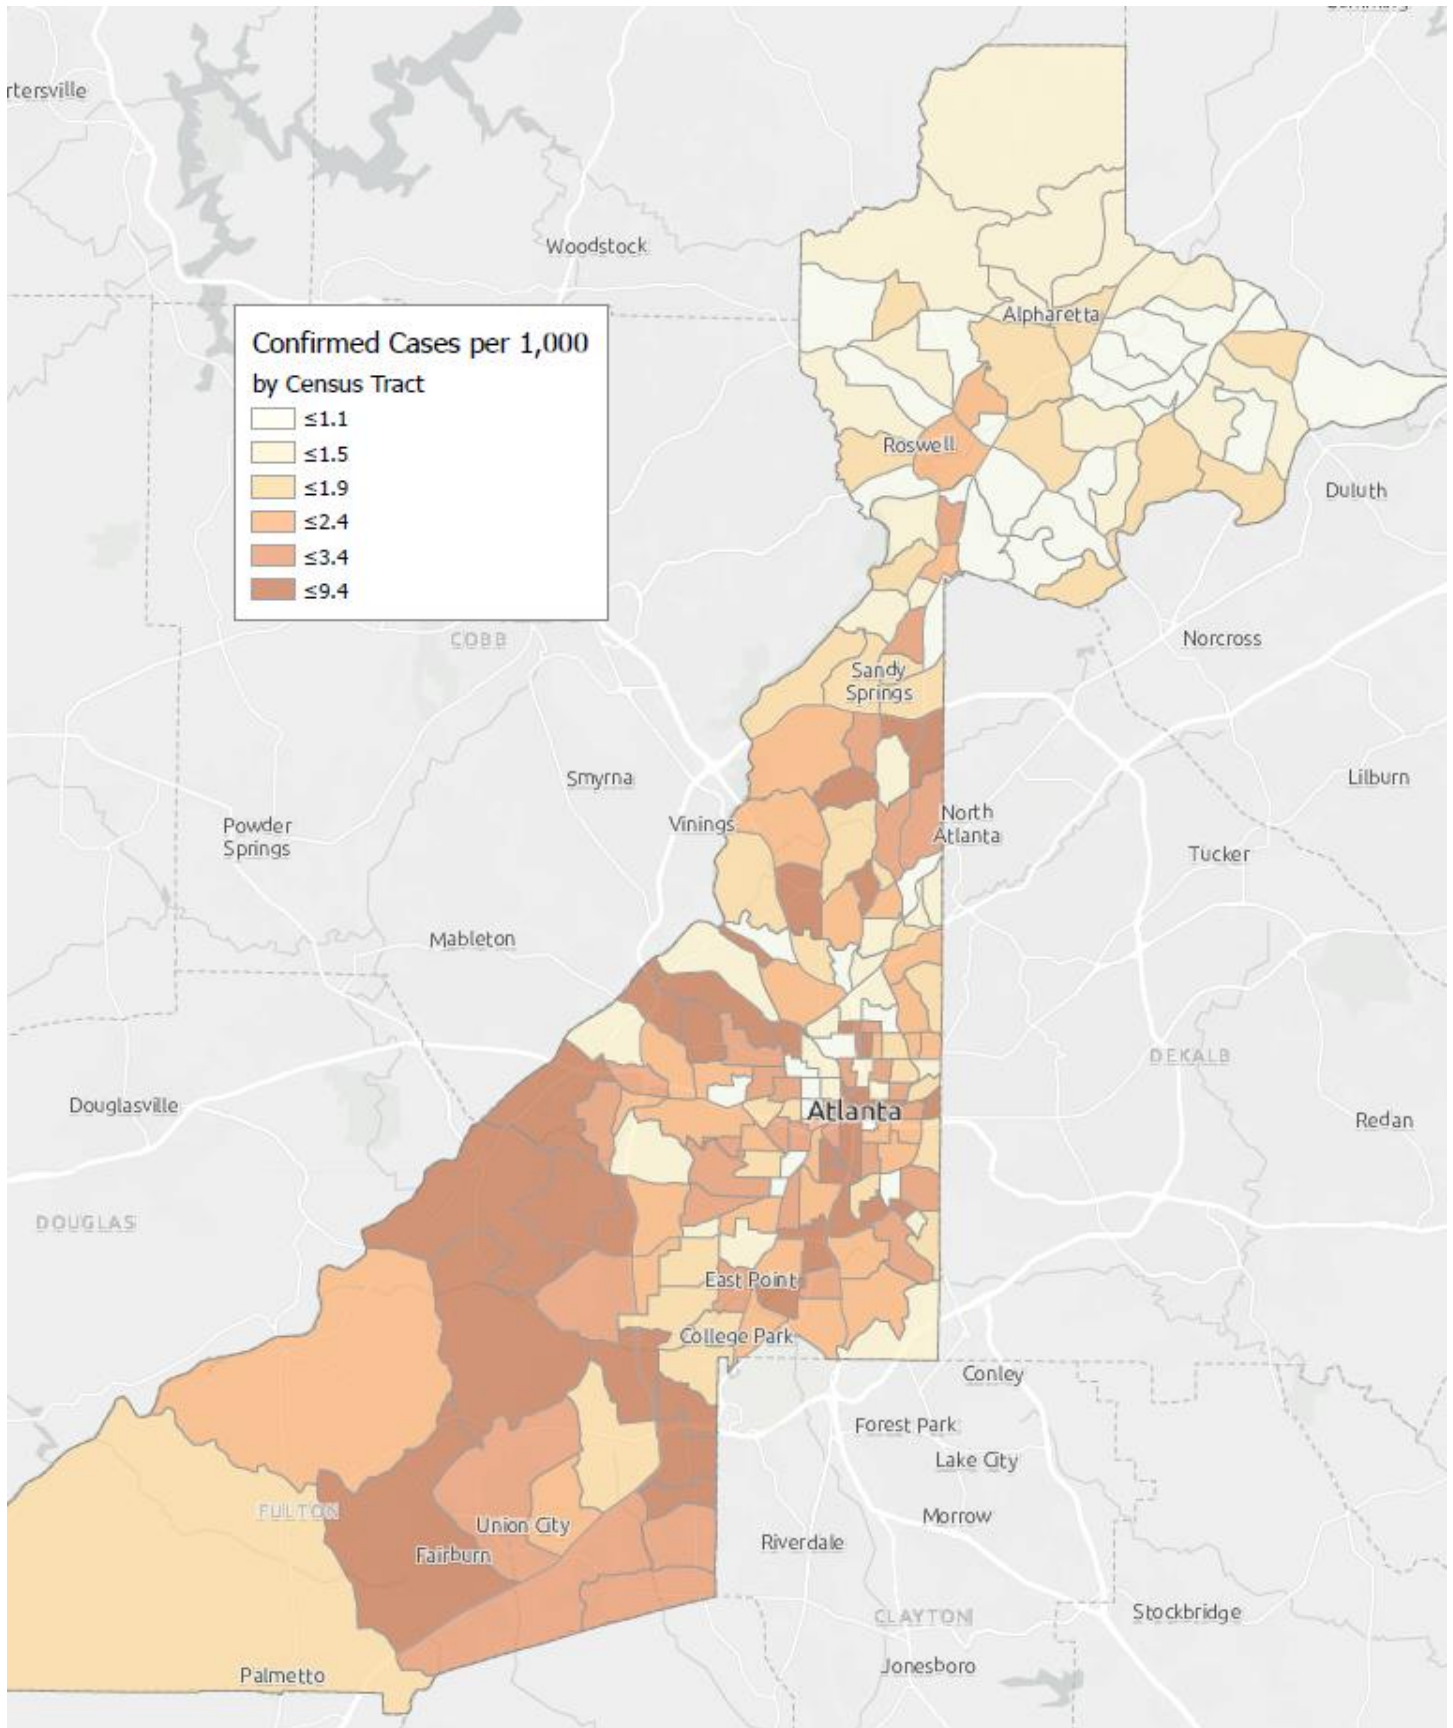 rtersville
Woodstock
Confirmed Cases per 1,000
by Census Tract
≤1.1
≤1.5
≤1.9
≤2.4
≤3.4
≤9.4
Alpharetta
Roswell
Duluth
COBB
Norcross
Sandy
Springs
Smyrna
Lilburn
Vinings
North
Atlanta
Powder
Springs
Tucker
Mableton
DEKALB
Douglasville
Atlanta
Redan
DOUGLAS
East Point
College Park
Conley
Forest Park
Lake City
FULTON
Union City
Morrow
Riverdale
Fairburn
CLAYTON
Stockbridge
Palmetto
Jonesboro